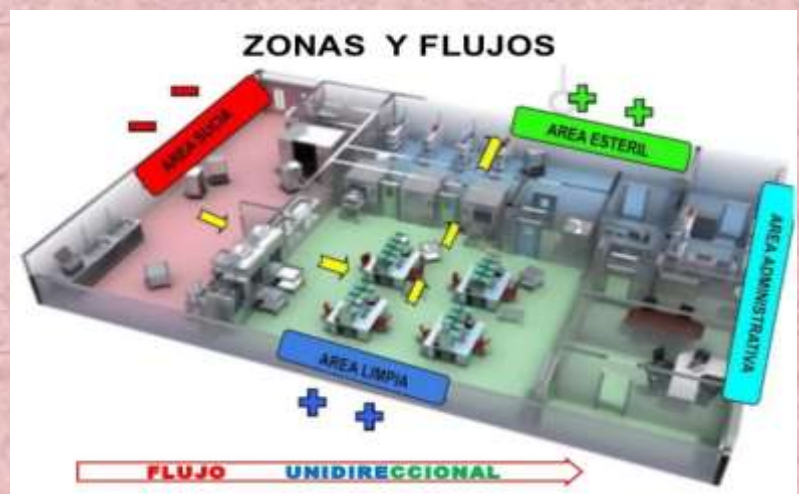 ZONAS Y FLUJOS
AREA SUCIA
AREA ESTERIL
AREA ADMINISTRATIVA
AREA LIMPIA
FLUJO UNIDIRECCIONAL